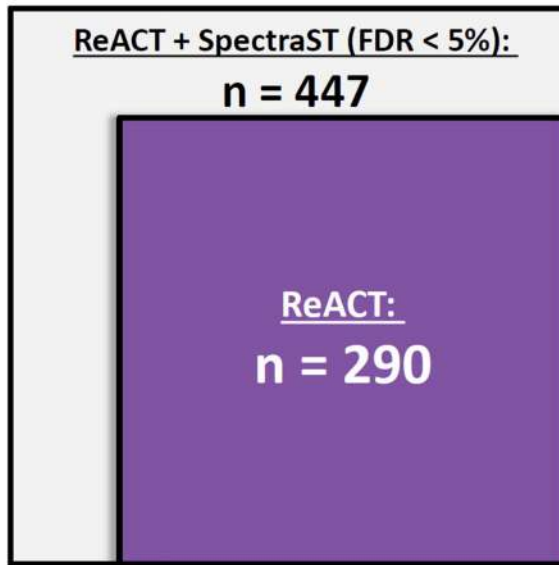 ReACT + SpectraST (FDR < 5%):
n = 447
ReACT:
n = 290